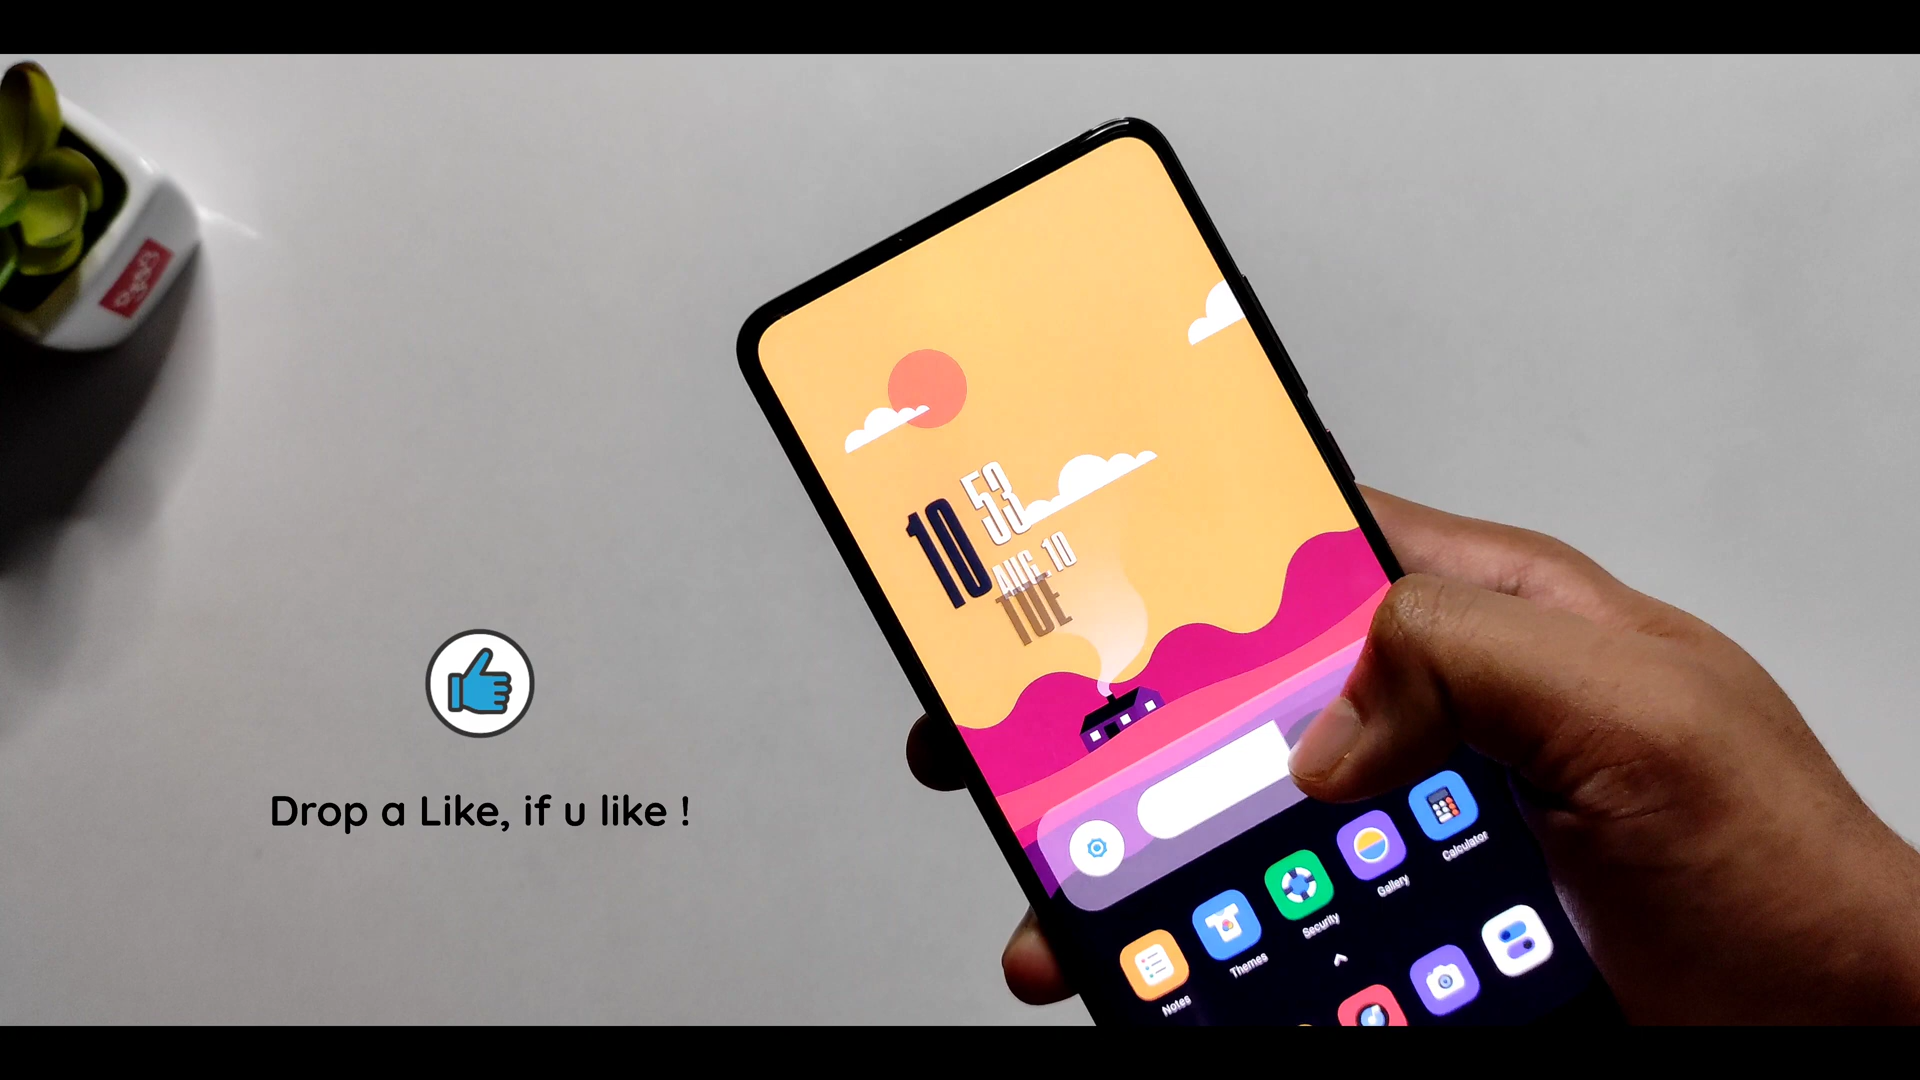 10 53
AUG. 10
TUE
Drop a Like, if u like !
Calculator
Gallery
Security
Themes
Notes